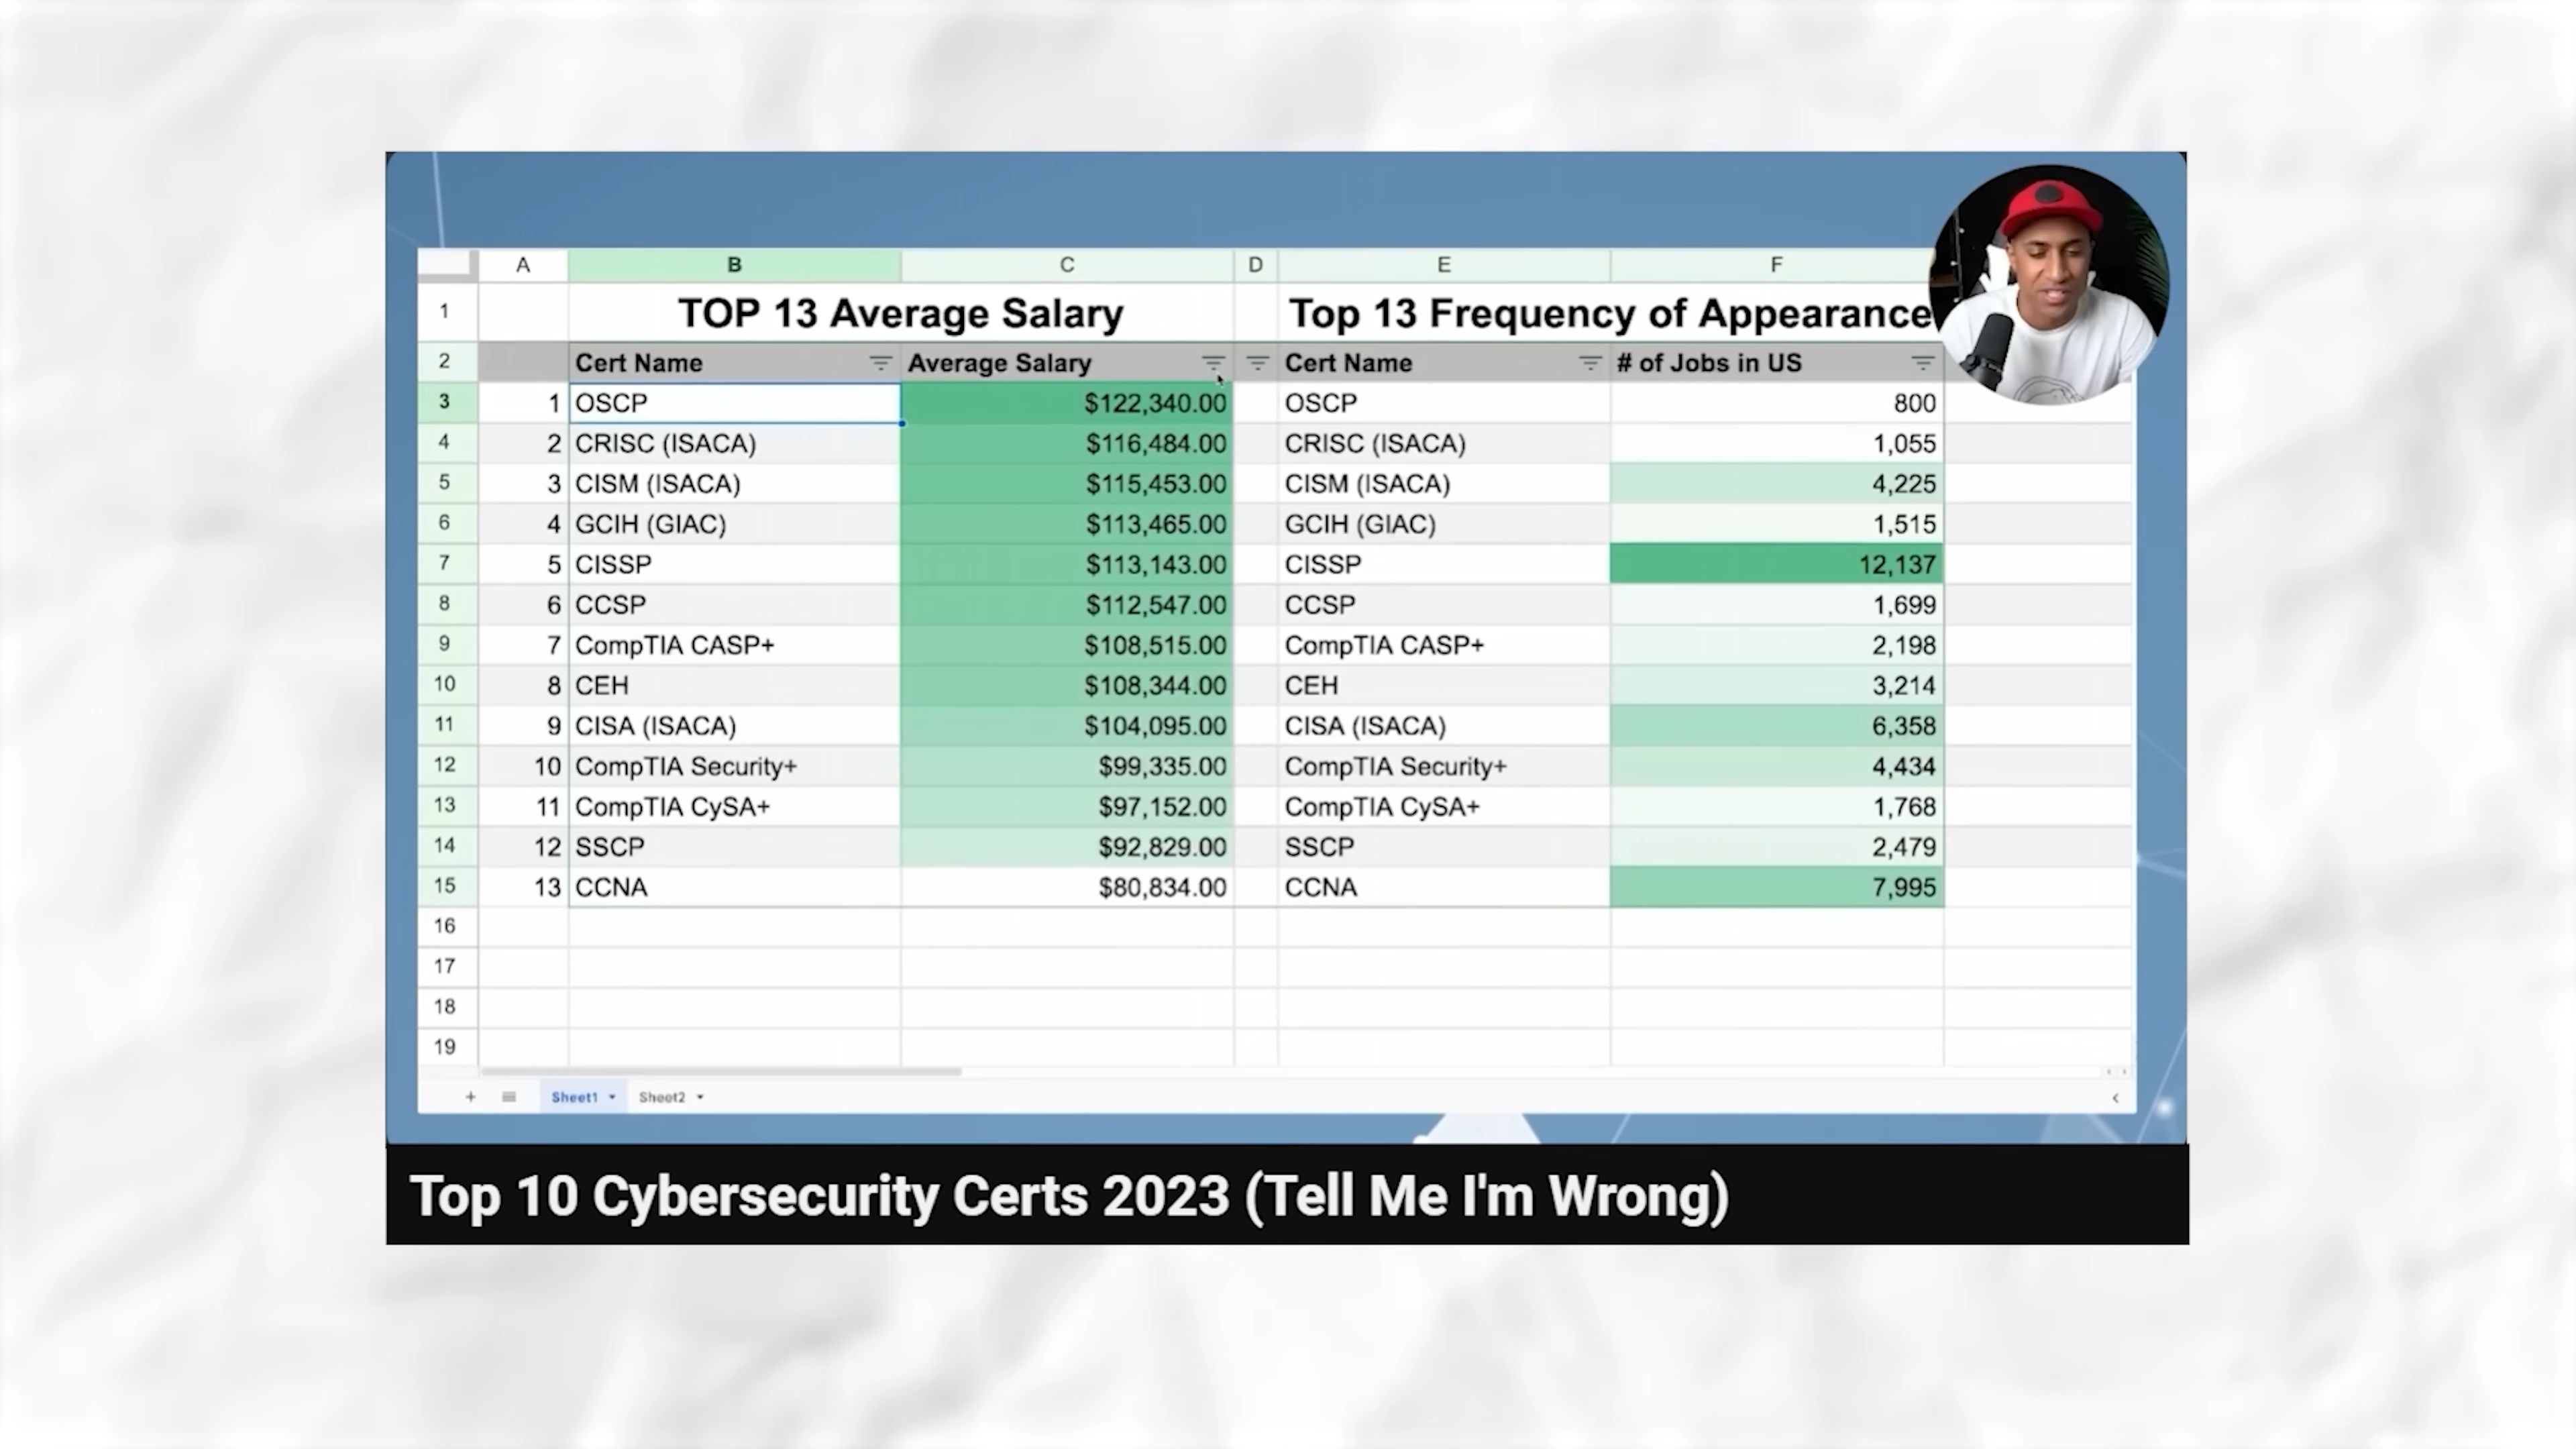 A B C D E F
1 TOP 13 Average Salary Top 13 Frequency of Appearance
2 Cert Name Average Salary Cert Name # of Jobs in US
3 1 OSCP $122,340.00 OSCP 800
4 2 CRISC (ISACA) $116,484.00 CRISC (ISACA) 1,055
5 3 CISM (ISACA) $115,453.00 CISM (ISACA) 4,225
6 4 GCIH (GIAC) $113,465.00 GCIH (GIAC) 1,515
7 5 CISSP $113,143.00 CISSP 12,137
8 6 CCSP $112,547.00 CCSP 1,699
9 7 CompTIA CASP+ $108,515.00 CompTIA CASP+ 2,198
10 8 CEH $108,344.00 CEH 3,214
11 9 CISA (ISACA) $104,095.00 CISA (ISACA) 6,358
12 10 CompTIA Security+ $99,335.00 CompTIA Security+ 4,434
13 11 CompTIA CySA+ $97,152.00 CompTIA CySA+ 1,768
14 12 SSCP $92,829.00 SSCP 2,479
15 13 CCNA $80,834.00 CCNA 7,995
16
17
18
19
Sheet1 Sheet2
Top 10 Cybersecurity Certs 2023 (Tell Me I'm Wrong)